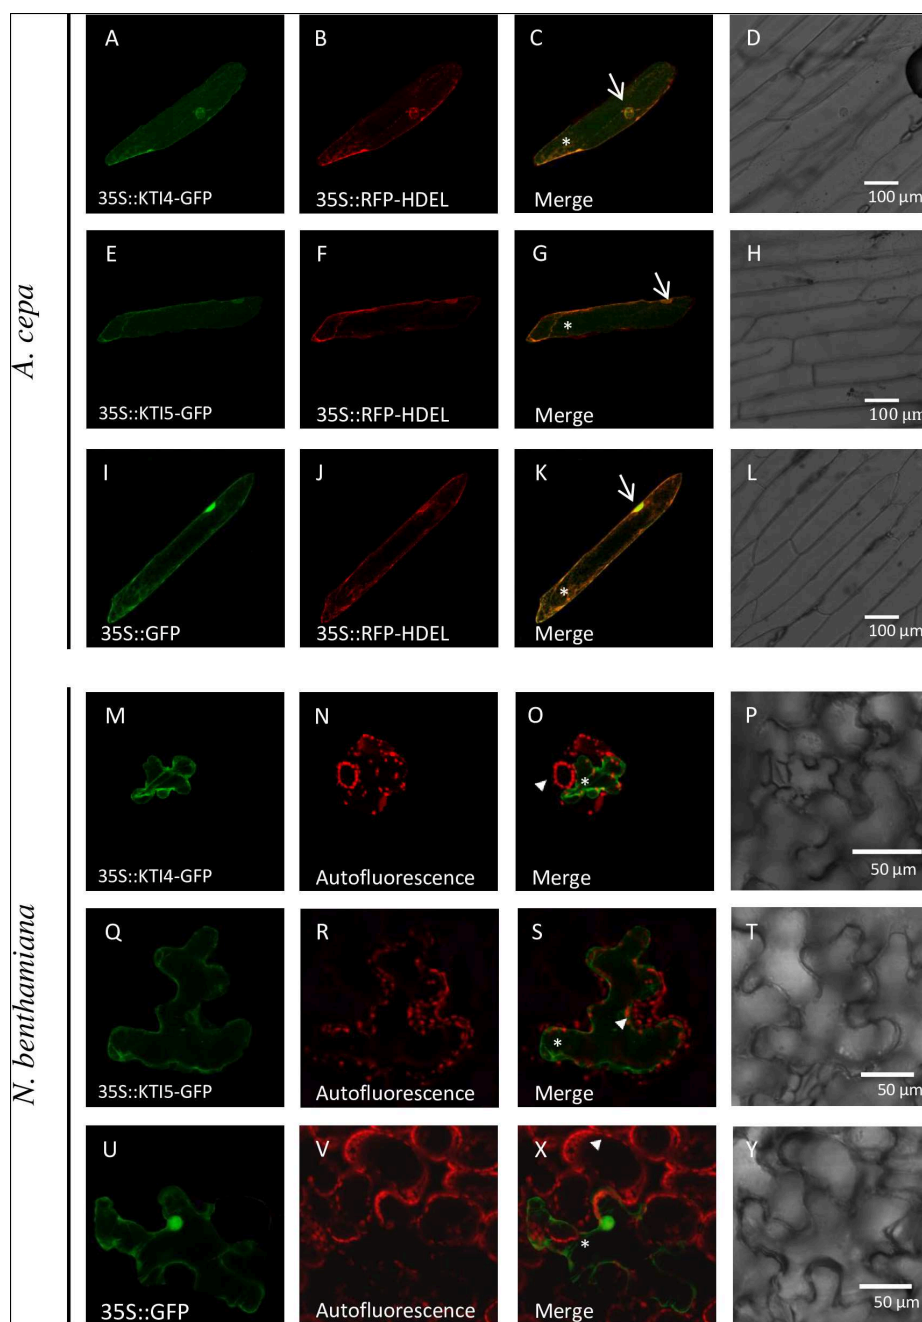 A. cepa
A
35S::KTI4-GFP
B
35S::RFP-HDEL
C
*
Merge
D
100 µm
E
35S::KTI5-GFP
F
35S::RFP-HDEL
G
*
Merge
H
100 µm
I
35S::GFP
J
35S::RFP-HDEL
K
*
Merge
L
100 µm
N. benthamiana
M
35S::KTI4-GFP
N
Autofluorescence
O
*
Merge
P
50 µm
Q
35S::KTI5-GFP
R
Autofluorescence
S
*
Merge
T
50 µm
U
35S::GFP
V
Autofluorescence
X
*
Merge
Y
50 µm